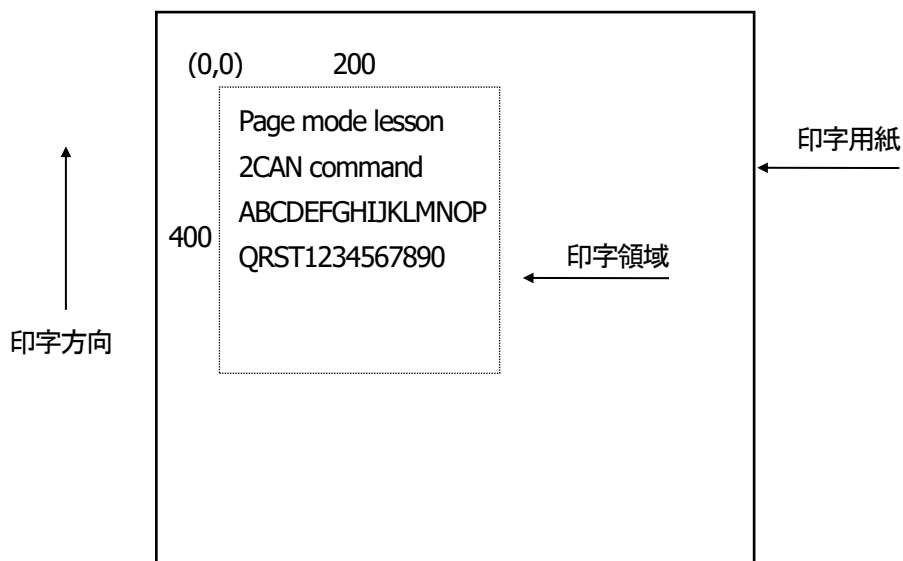 (0,0) 200
Page mode lesson
印字用紙
2CAN command
ABCDEFGHIJKLMNOP
400
QRST1234567890
印字領域
印字方向